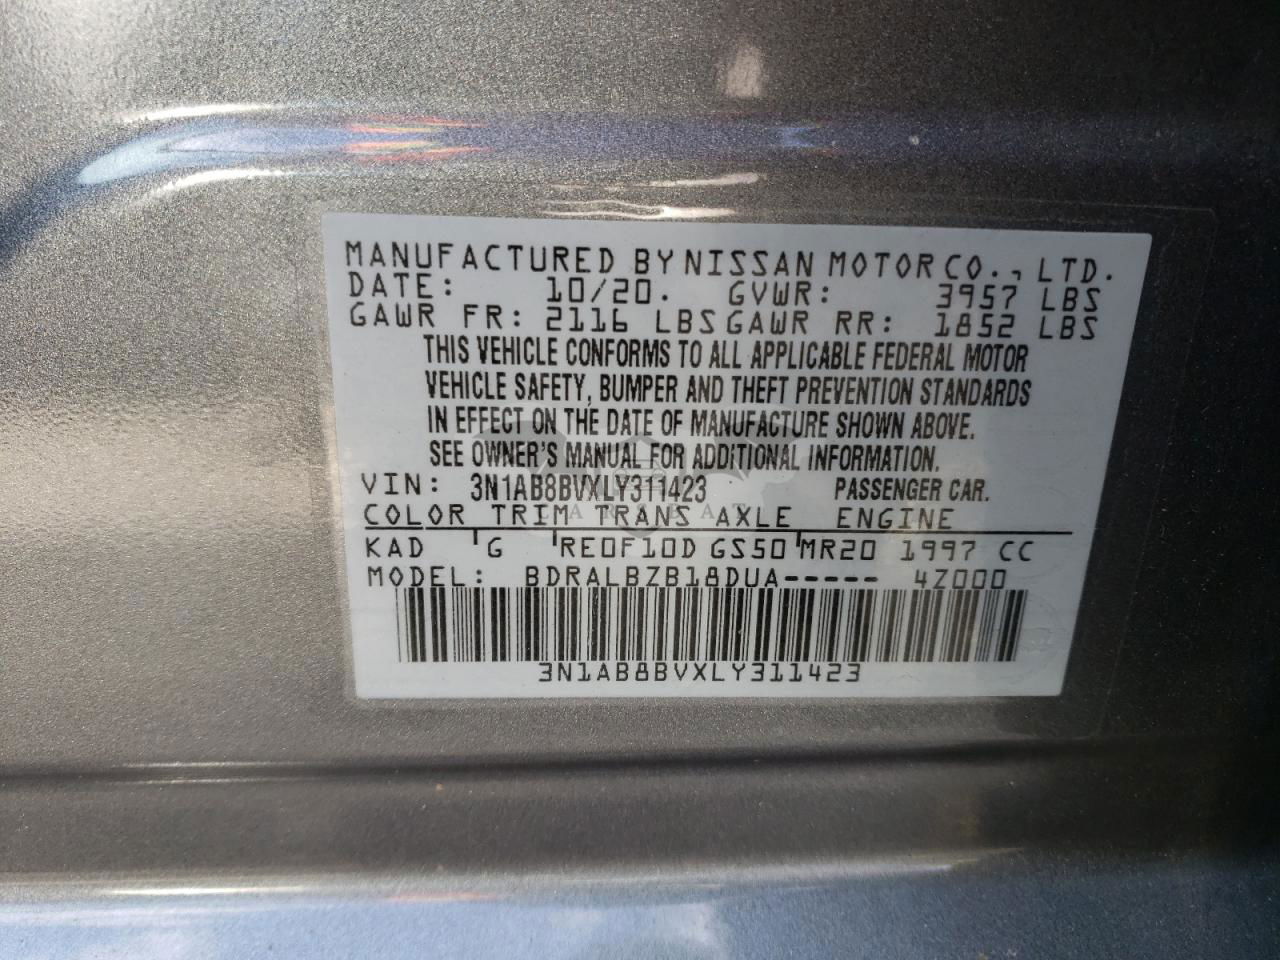 MANUFACTURED BY NISSAN MOTOR CO., LTD.
DATE: 10/20. GVWR: 3957 LBS
GAWR FR: 2116 LBS GAWR RR: 1852 LBS
THIS VEHICLE CONFORMS TO ALL APPLICABLE FEDERAL MOTOR
VEHICLE SAFETY, BUMPER AND THEFT PREVENTION STANDARDS
IN EFFECT ON THE DATE OF MANUFACTURE SHOWN ABOVE.
SEE OWNER'S MANUAL FOR ADDITIONAL INFORMATION.
VIN: 3N1AB8BVXLY311423 PASSENGER CAR.
COLOR TRIM TRANS AXLE ENGINE
KAD G RE0F10D GS50 MR20 1997 CC
MODEL: BDRALBZB18DUA----- 4Z000
3N1AB8BVXLY311423